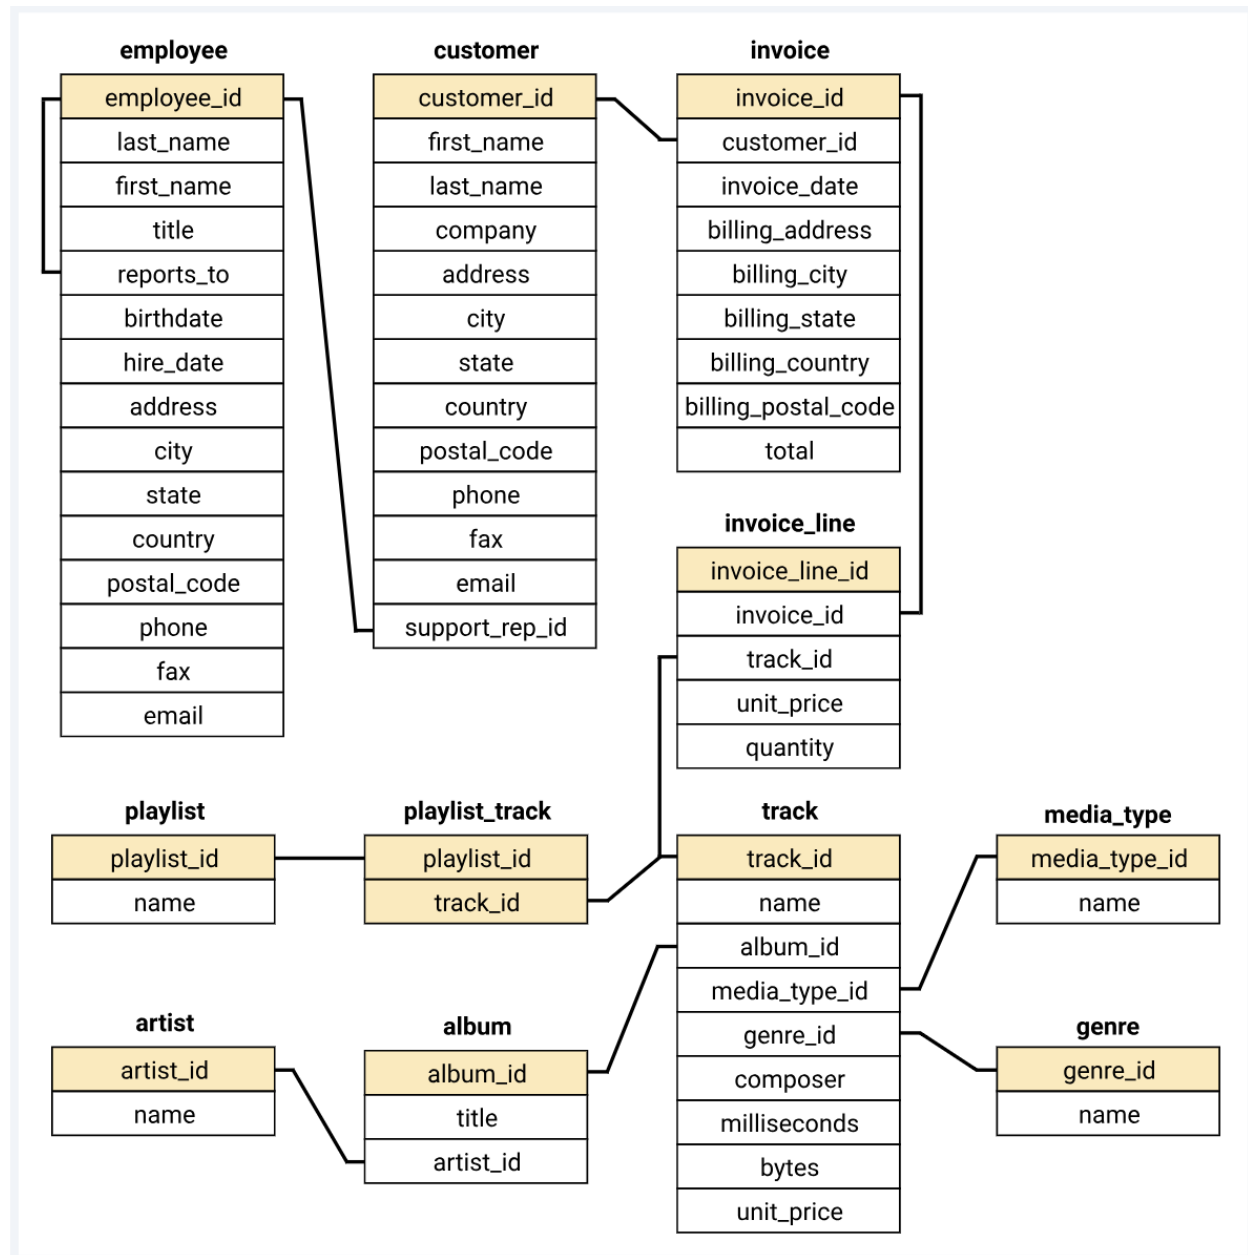 employee
employee_id
last_name
first_name
title
reports_to
birthdate
hire_date
address
city
state
country
postal_code
phone
fax
email
customer
customer_id
first_name
last_name
company
address
city
state
country
postal_code
phone
fax
email
support_rep_id
invoice
invoice_id
customer_id
invoice_date
billing_address
billing_city
billing_state
billing_country
billing_postal_code
total
invoice_line
invoice_line_id
invoice_id
track_id
unit_price
quantity
playlist
playlist_id
name
playlist_track
playlist_id
track_id
track
track_id
name
album_id
media_type_id
genre_id
composer
milliseconds
bytes
unit_price
media_type
media_type_id
name
artist
artist_id
name
album
album_id
title
artist_id
genre
genre_id
name